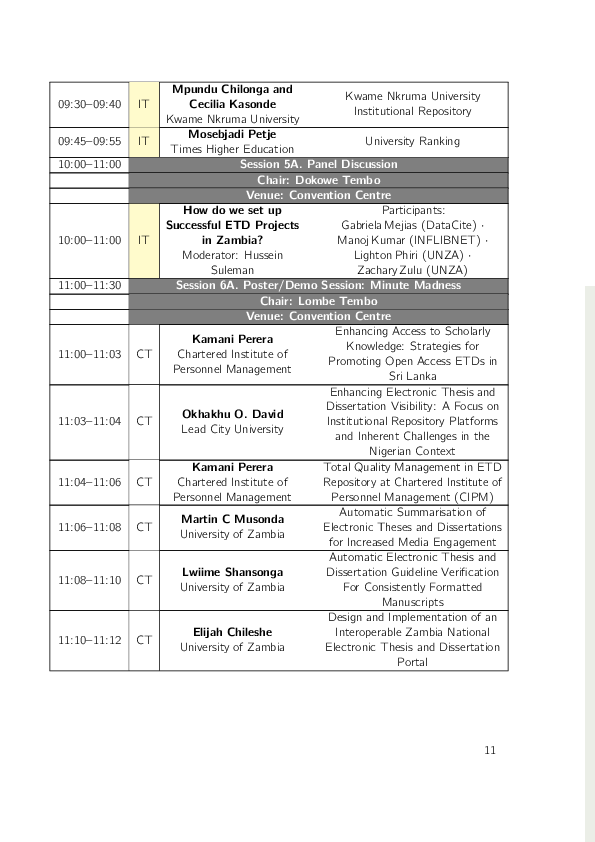 09:30–09:40
IT
Mpundu Chilonga and
Cecilia Kasonde
Kwame Nkruma University
Kwame Nkruma University
Institutional Repository
09:45–09:55
IT
Mosebjadi Petje
Times Higher Education
University Ranking
10:00–11:00
Session 5A. Panel Discussion
Chair: Dokowe Tembo
Venue: Convention Centre
10:00–11:00
IT
How do we set up
Successful ETD Projects
in Zambia?
Moderator: Hussein
Suleman
Participants:
Gabriela Mejias (DataCite) ·
Manoj Kumar (INFLIBNET) ·
Lighton Phiri (UNZA) ·
Zachary Zulu (UNZA)
11:00–11:30
Session 6A. Poster/Demo Session: Minute Madness
Chair: Lombe Tembo
Venue: Convention Centre
11:00–11:03
CT
Kamani Perera
Chartered Institute of
Personnel Management
Enhancing Access to Scholarly
Knowledge: Strategies for
Promoting Open Access ETDs in
Sri Lanka
11:03–11:04
CT
Okhakhu O. David
Lead City University
Enhancing Electronic Thesis and
Dissertation Visibility: A Focus on
Institutional Repository Platforms
and Inherent Challenges in the
Nigerian Context
11:04–11:06
CT
Kamani Perera
Chartered Institute of
Personnel Management
Total Quality Management in ETD
Repository at Chartered Institute of
Personnel Management (CIPM)
11:06–11:08
CT
Martin C Musonda
University of Zambia
Automatic Summarisation of
Electronic Theses and Dissertations
for Increased Media Engagement
11:08–11:10
CT
Lwiime Shansonga
University of Zambia
Automatic Electronic Thesis and
Dissertation Guideline Verification
For Consistently Formatted
Manuscripts
11:10–11:12
CT
Elijah Chileshe
University of Zambia
Design and Implementation of an
Interoperable Zambia National
Electronic Thesis and Dissertation
Portal
11